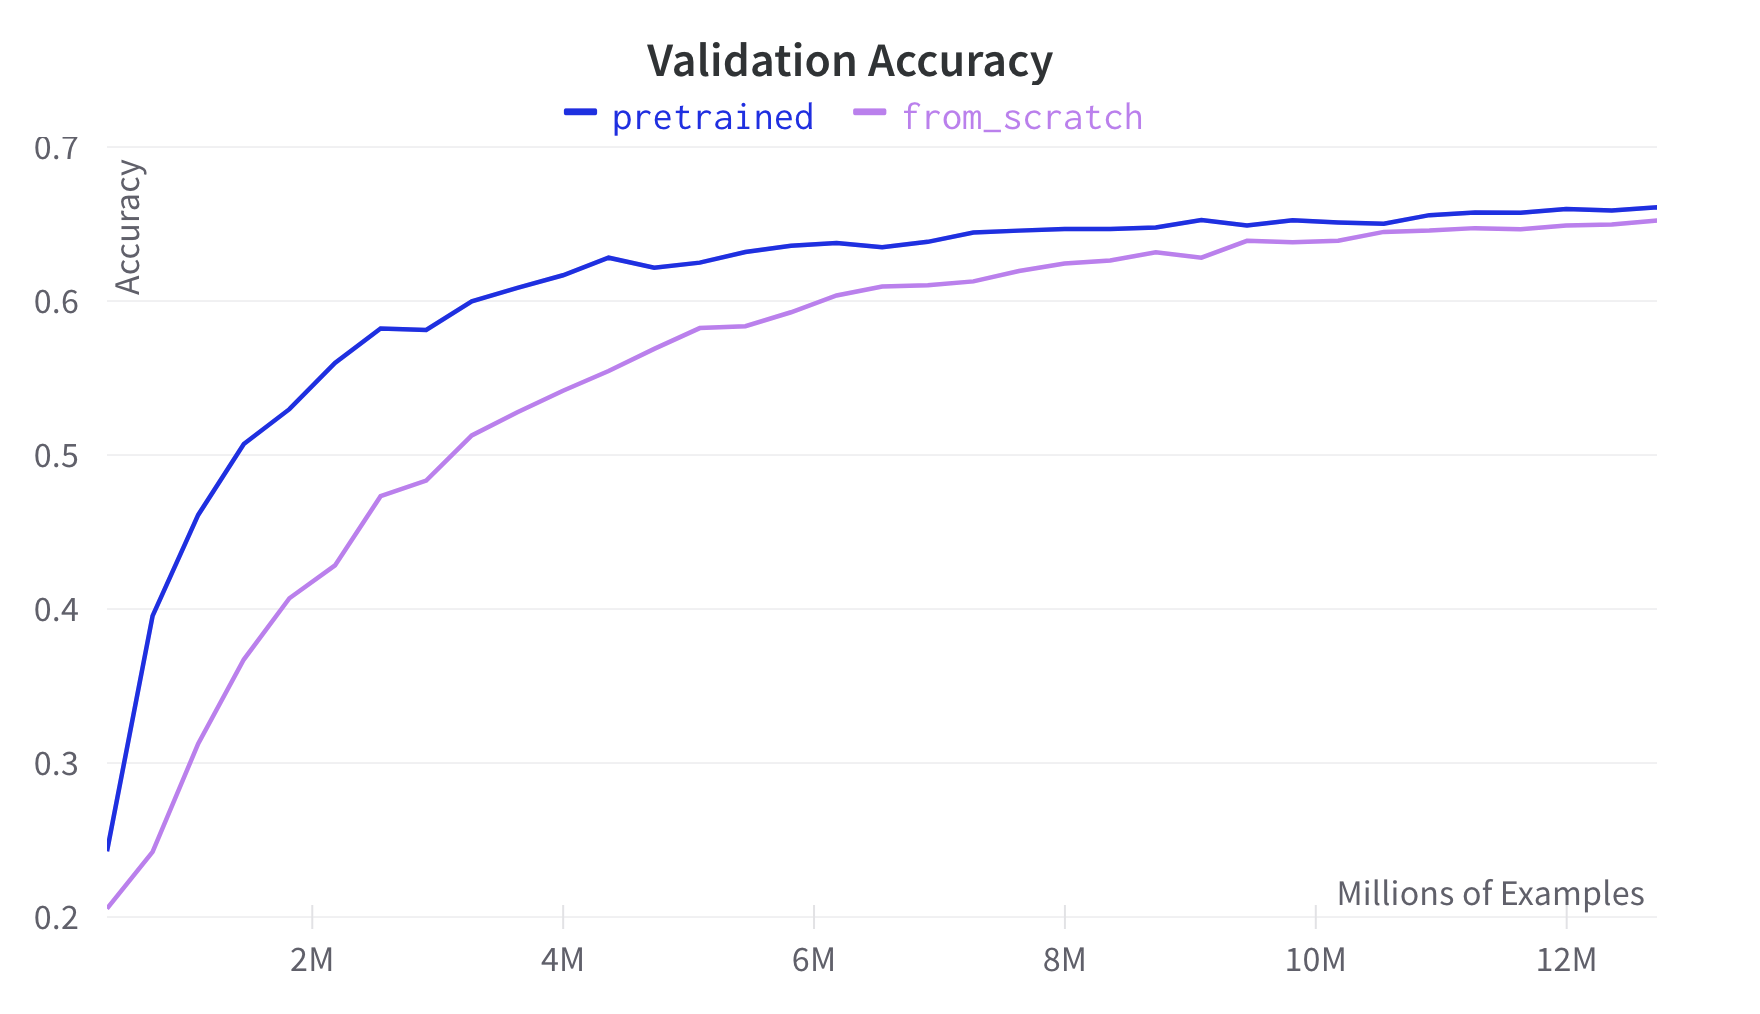 Validation Accuracy
pretrained from_scratch
Accuracy
0.7
0.6
0.5
0.4
0.3
0.2
Millions of Examples
2M 4M 6M 8M 10M 12M